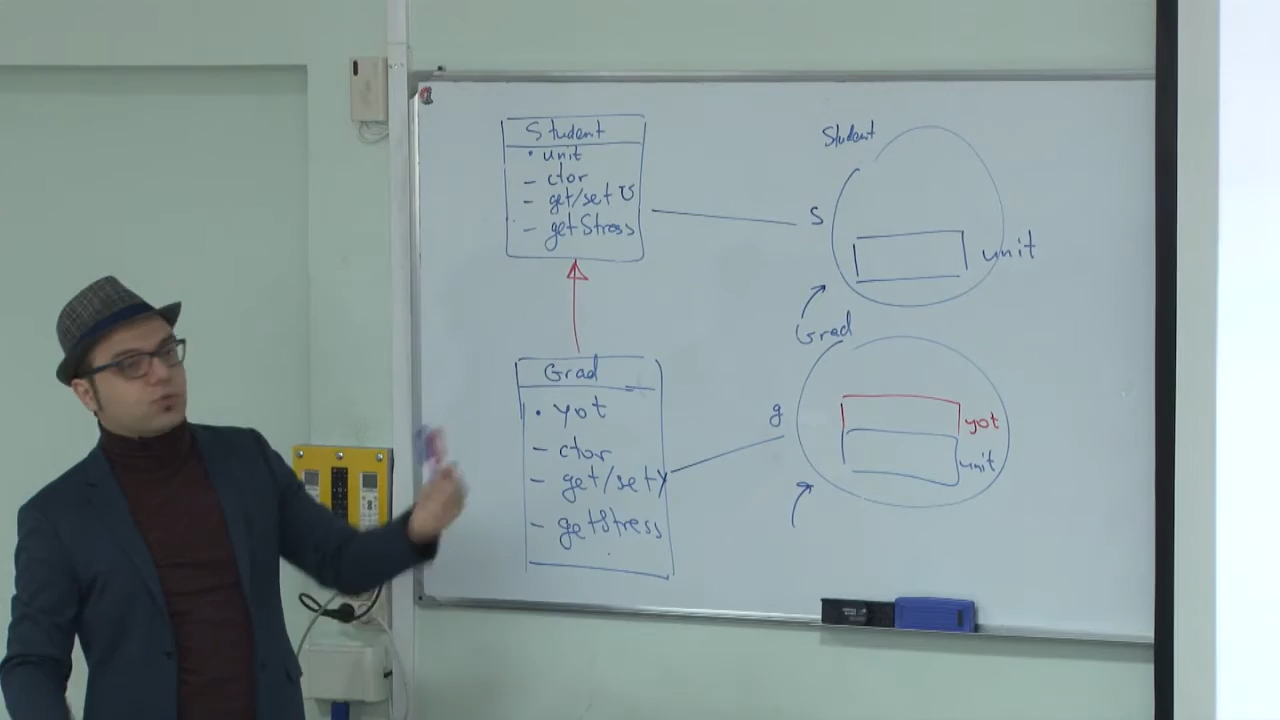 Student
• unit
- ctor
- get/set U
- getStress
Grad
• yot
- ctor
- get/set Y
- getStress
Student
S
unit
Grad
g
yot
unit